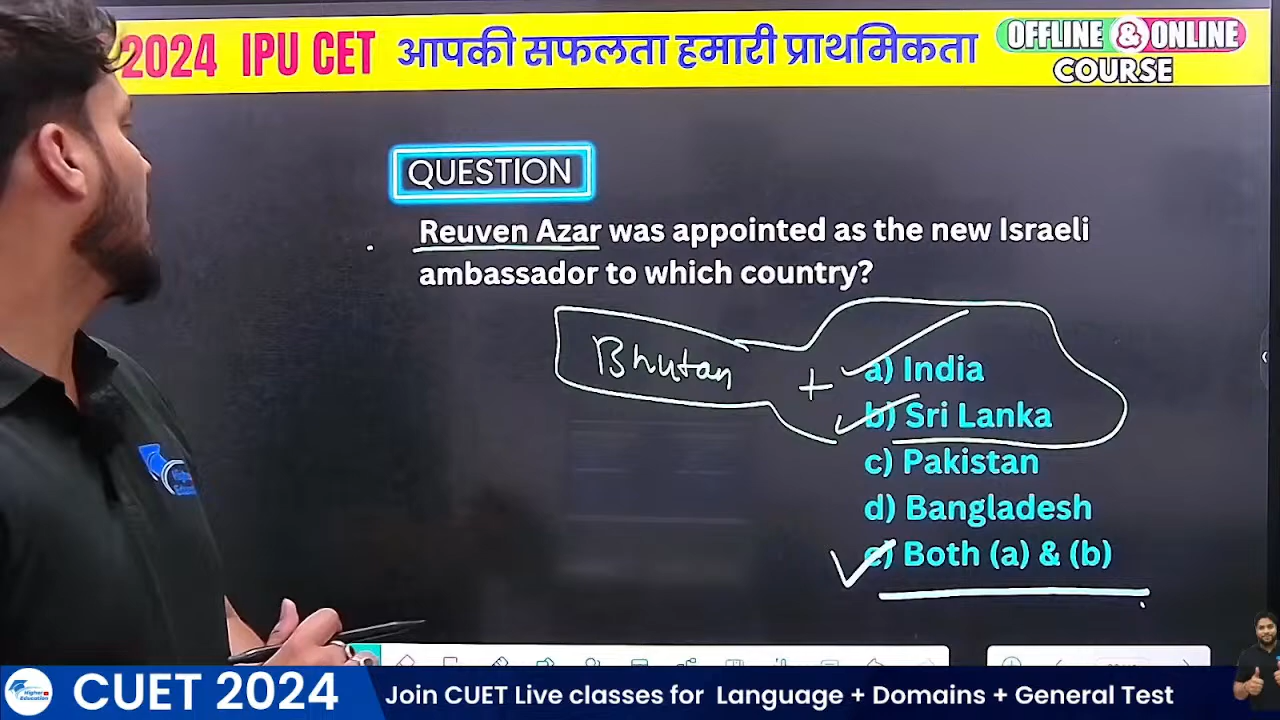 2024 IPU CET आपकी सफलता हमारी प्राथमिकता OFFLINE & ONLINE
COURSE
QUESTION
Reuven Azar was appointed as the new Israeli
ambassador to which country?
Bhutan +
a) India
b) Sri Lanka
c) Pakistan
d) Bangladesh
e) Both (a) & (b)
Higher
Education
CUET 2024 Join CUET Live classes for Language + Domains + General Test